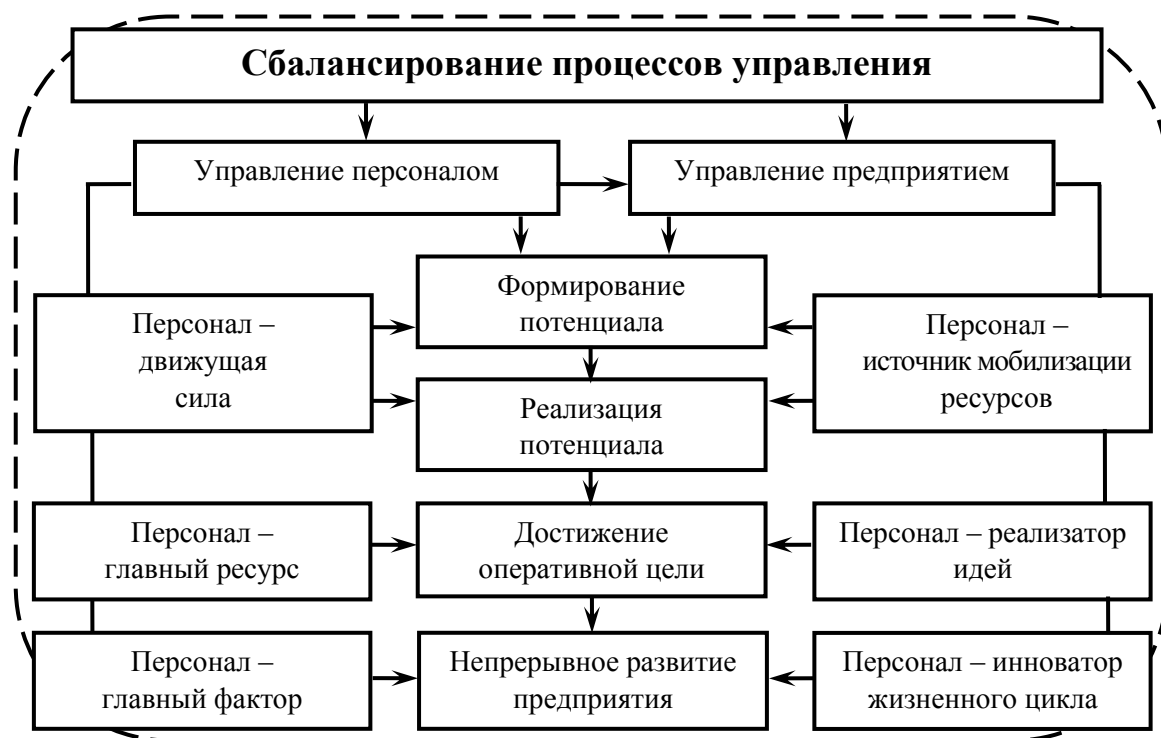 Сбалансирование процессов управления
Управление персоналом
Управление предприятием
Формирование
потенциала
Персонал –
движущая
сила
Персонал –
источник мобилизации
ресурсов
Реализация
потенциала
Персонал –
главный ресурс
Достижение
оперативной цели
Персонал – реализатор
идей
Персонал –
главный фактор
Непрерывное развитие
предприятия
Персонал – инноватор
жизненного цикла